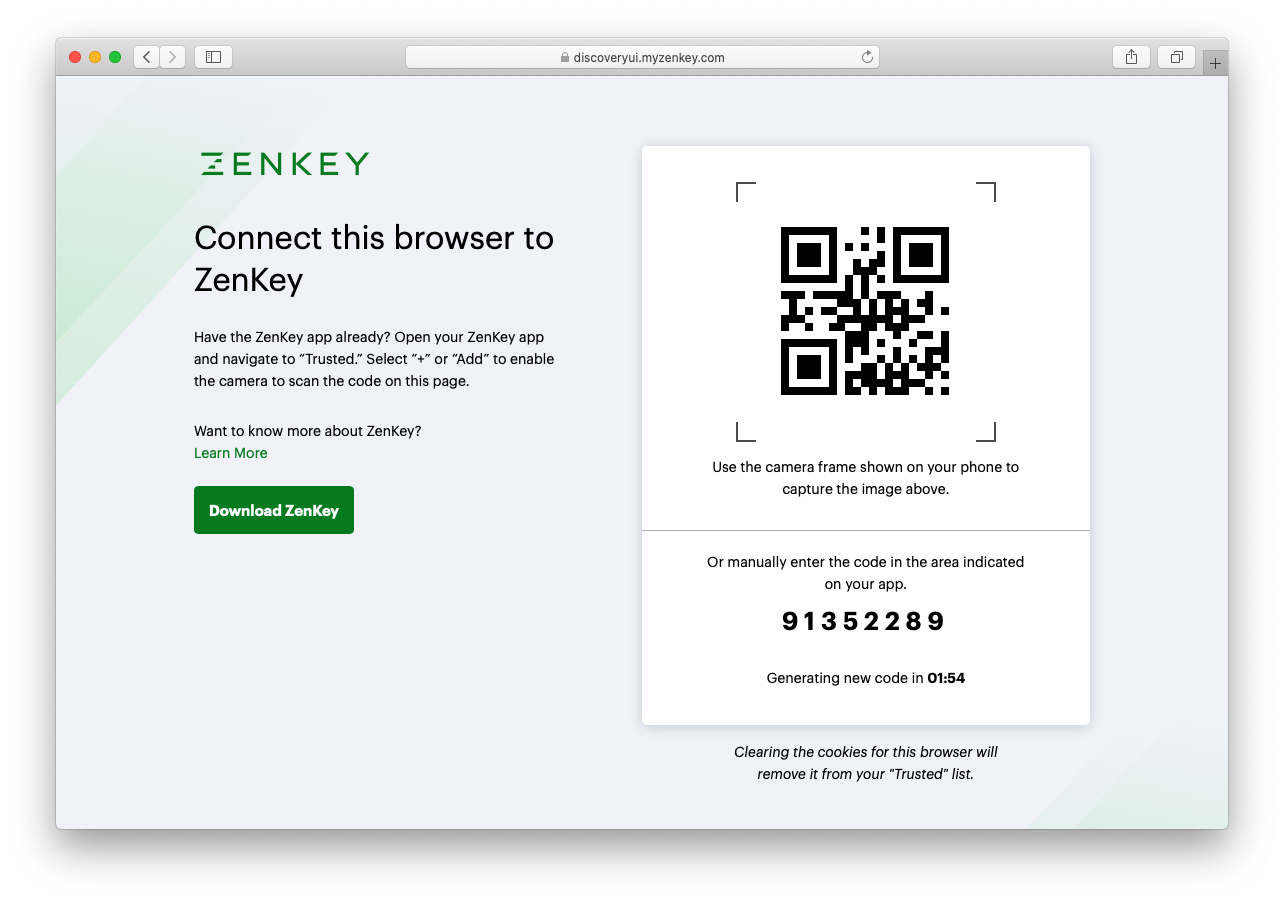 discoveryui.myzenkey.com
ZENKEY
Connect this browser to
ZenKey
Have the ZenKey app already? Open your ZenKey app
and navigate to “Trusted.” Select “+” or “Add” to enable
the camera to scan the code on this page.
Want to know more about ZenKey?
Learn More
Download ZenKey
Use the camera frame shown on your phone to
capture the image above.
Or manually enter the code in the area indicated
on your app.
91352289
Generating new code in 01:54
Clearing the cookies for this browser will
remove it from your "Trusted" list.